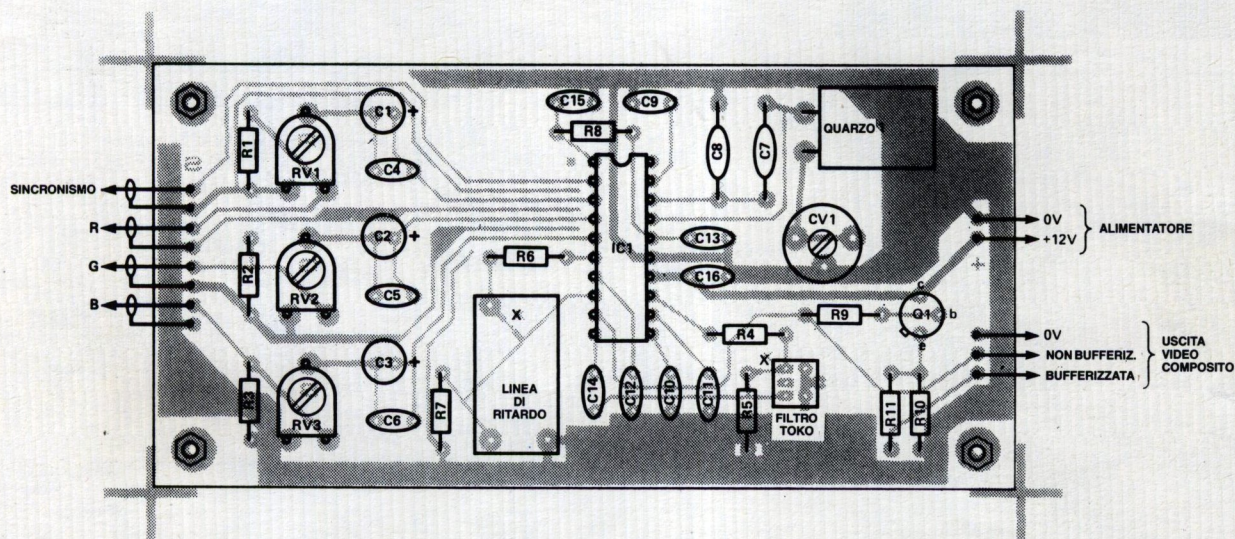 C15
C9
C1 +
R8
QUARZO 1
R1
C8
C7
RV1
C4
SINCRONISMO
CV1
0V
R
C2 +
C13
+12V
ALIMENTATORE
IC1
R6
G
R2
C16
RV2
C5
c
B
X
R9
Q1
b
R4
0V
e
USCITA
VIDEO
COMPOSITO
C3 +
X
NON BUFFERIZ.
LINEA
DI
RITARDO
BUFFERIZZATA
R3
R7
C14
C12
C10
C11
R5
R11
R10
RV3
C6
FILTRO
TOKO